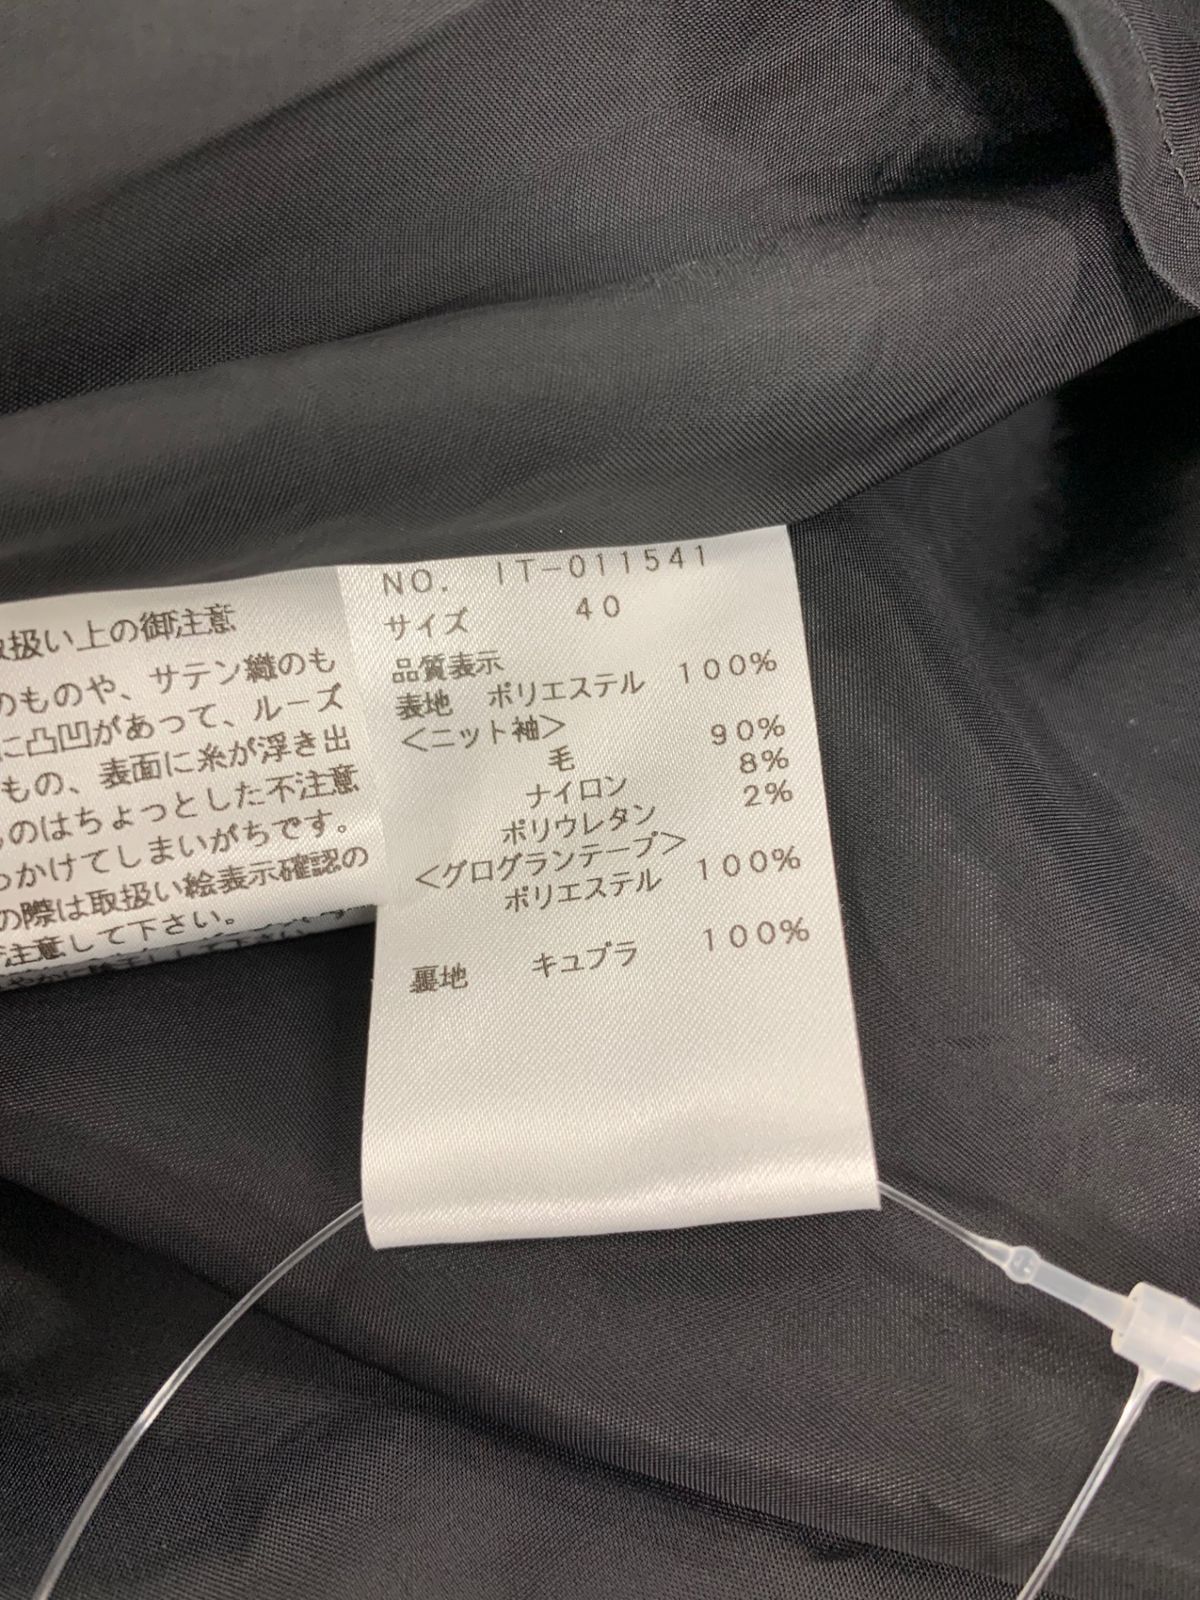 取扱い上の御注意
のものや、サテン織のも
に凸凹があって、ルーズ
もの、表面に糸が浮き出
のはちょっとした不注意
っかけてしまいがちです。
の際は取扱い絵表示確認の
注意して下さい。
NO. IT-011541
サイズ 40
品質表示
表地 ポリエステル 100%
<ニット袖>
毛 90%
ナイロン 8%
ポリウレタン 2%
<グログランテープ>
ポリエステル 100%
裏地 キュプラ 100%